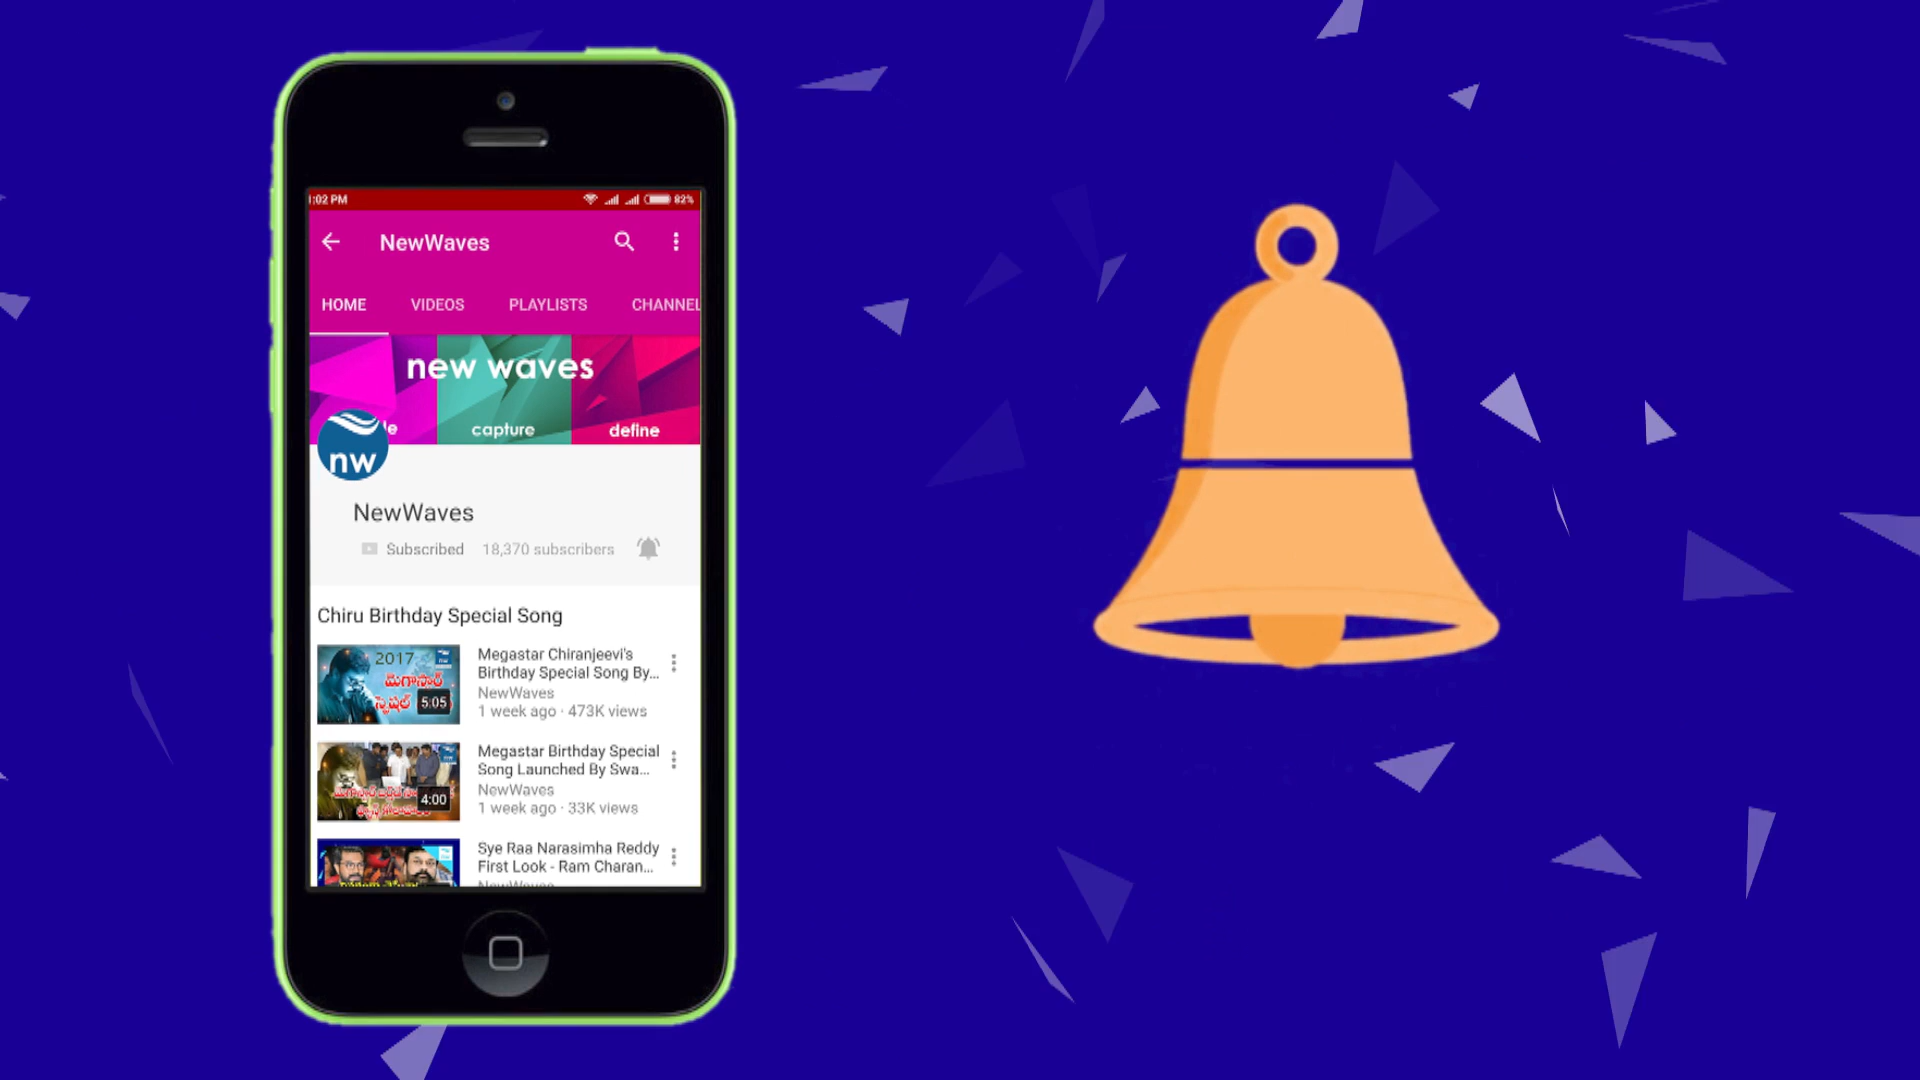 1:02 PM
82%
NewWaves
HOME VIDEOS PLAYLISTS CHANNEL
new waves
capture
define
nw
NewWaves
Subscribed 18,370 subscribers
Chiru Birthday Special Song
2017
మెగాస్టార్
స్పెషల్
5:05
Megastar Chiranjeevi's
Birthday Special Song By...
NewWaves
1 week ago · 473K views
4:00
Megastar Birthday Special
Song Launched By Swa...
NewWaves
1 week ago · 33K views
Sye Raa Narasimha Reddy
First Look - Ram Charan...
NewWaves